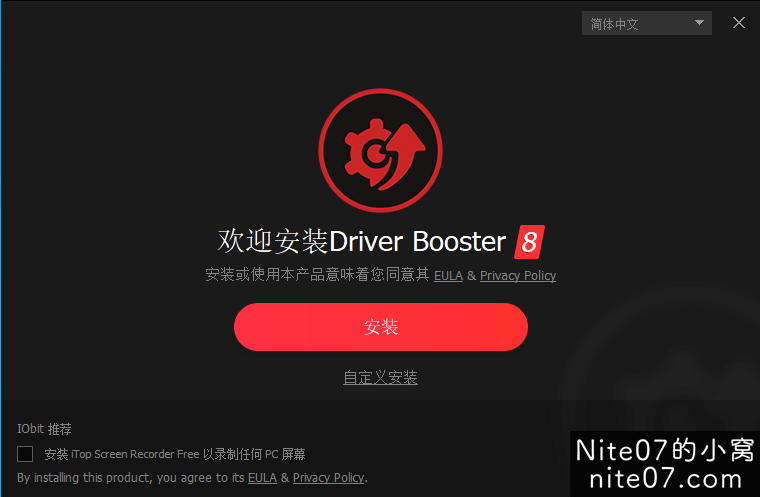 简体中文
欢迎安装Driver Booster 8
安装或使用本产品意味着您同意其 EULA & Privacy Policy
安装
自定义安装
IObit 推荐
安装 iTop Screen Recorder Free 以录制任何 PC 屏幕
By installing this product, you agree to its EULA & Privacy Policy.
Nite07的小窝
nite07.com